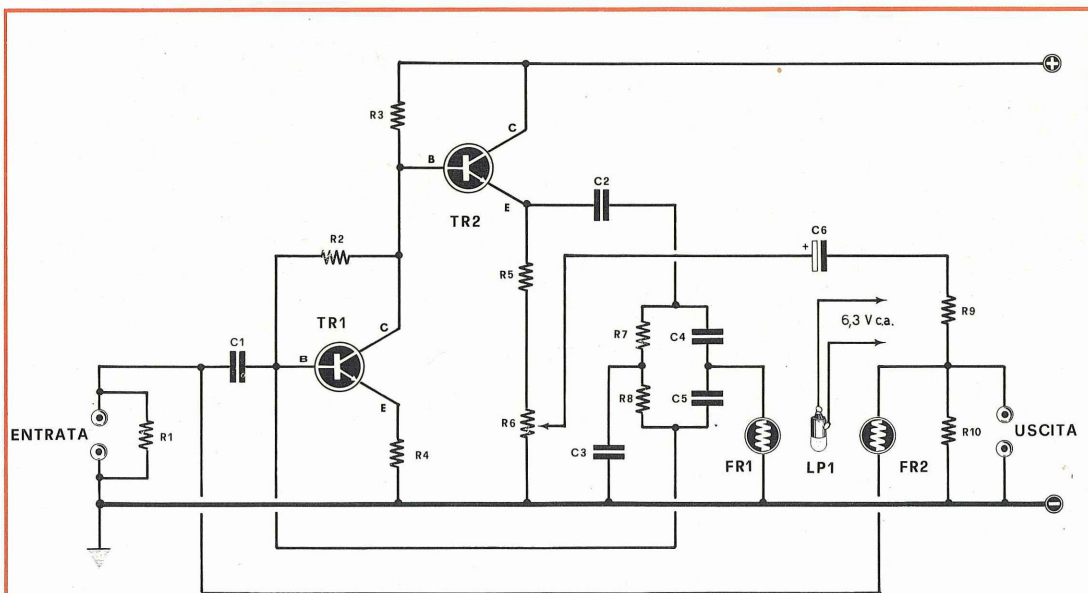 +
R3
C
B
E
TR2
C2
C6
+
R2
R5
R9
TR1
C
6,3 V c.a.
R7
C4
C1
B
R8
C5
E
R6
ENTRATA
R1
USCITA
R4
C3
FR1
LP1
FR2
R10
-